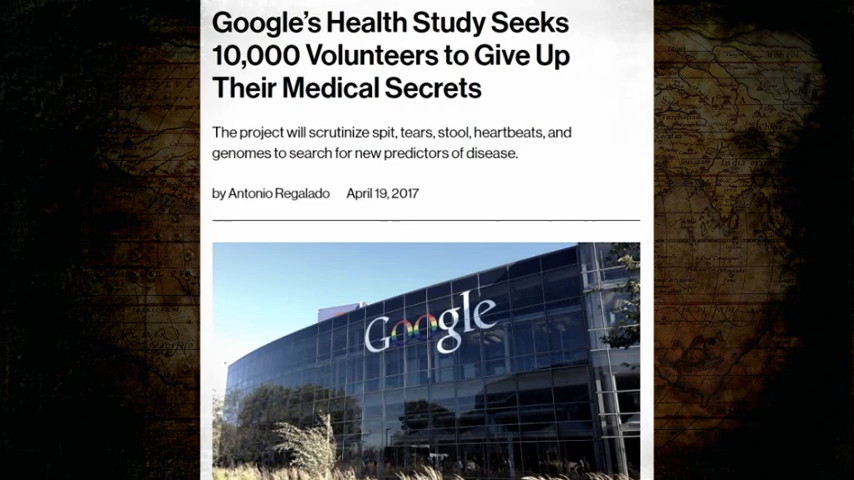 Google’s Health Study Seeks
10,000 Volunteers to Give Up
Their Medical Secrets
The project will scrutinize spit, tears, stool, heartbeats, and
genomes to search for new predictors of disease.
by Antonio Regalado April 19, 2017
Google